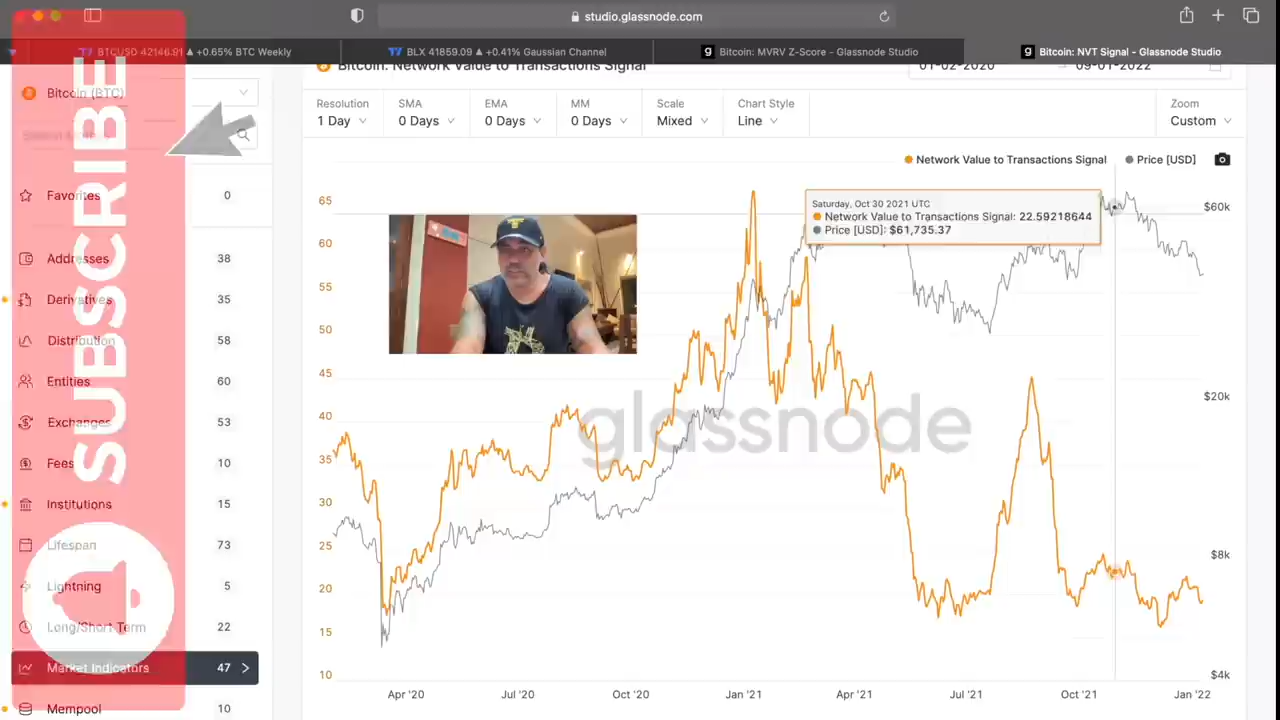 studio.glassnode.com
BTCUSD 42146.91 ▲ +0.65% BTC Weekly
BLX 41859.09 ▲ +0.41% Gaussian Channel
Bitcoin: MVRV Z-Score - Glassnode Studio
Bitcoin: NVT Signal - Glassnode Studio
Bitcoin: Network Value to Transactions Signal
01-02-2020 → 09-01-2022
SUBSCRIBE
Bitcoin (BTC)
Resolution
1 Day
SMA
0 Days
EMA
0 Days
MM
0 Days
Scale
Mixed
Chart Style
Line
Zoom
Custom
Favorites 0
Addresses 38
Derivatives 35
Distribution 58
Entities 60
Exchanges 53
Fees 10
Institutions 15
Lifespan 73
Lightning 5
Long/Short Term 22
Market Indicators 47
Mempool 10
Network Value to Transactions Signal
Price [USD]
Saturday, Oct 30 2021 UTC
Network Value to Transactions Signal: 22.59218644
Price [USD]: $61,735.37
65
60
55
50
45
40
35
30
25
20
15
10
$60k
$20k
$8k
$4k
glassnode
Apr '20
Jul '20
Oct '20
Jan '21
Apr '21
Jul '21
Oct '21
Jan '22